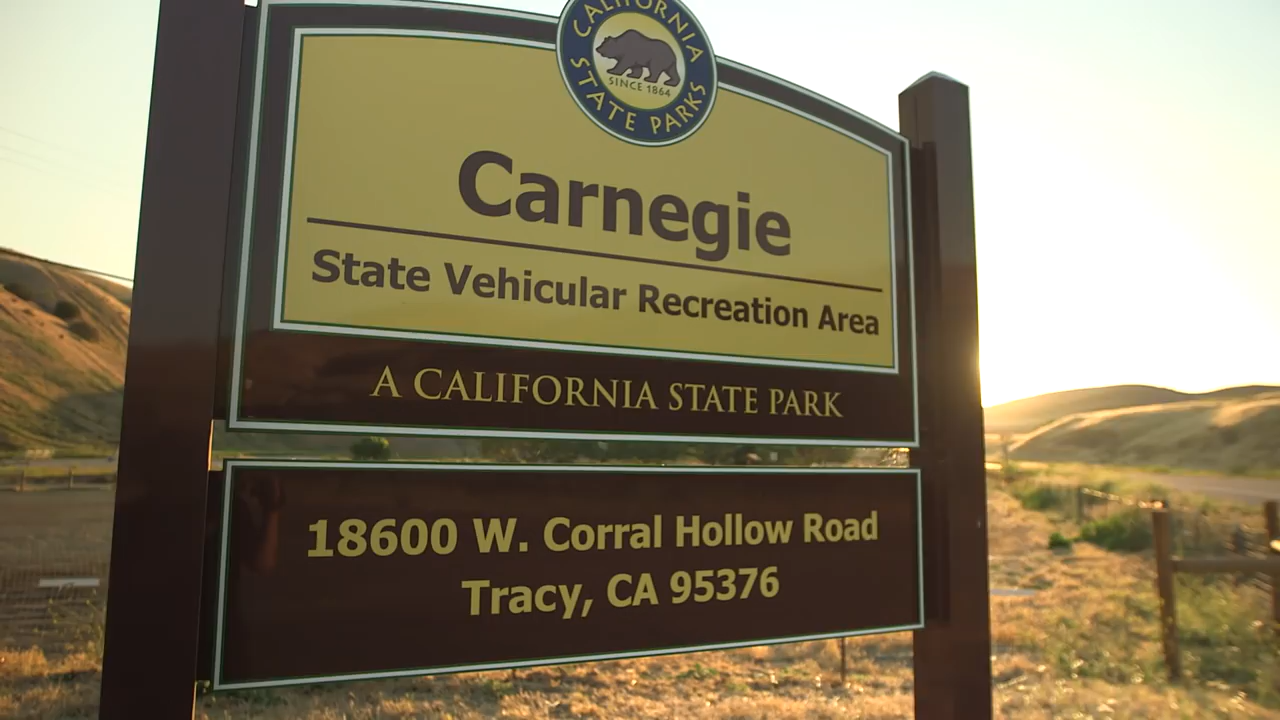 CALIFORNIA
SINCE 1864
STATE PARKS
Carnegie
State Vehicular Recreation Area
A CALIFORNIA STATE PARK
18600 W. Corral Hollow Road
Tracy, CA 95376